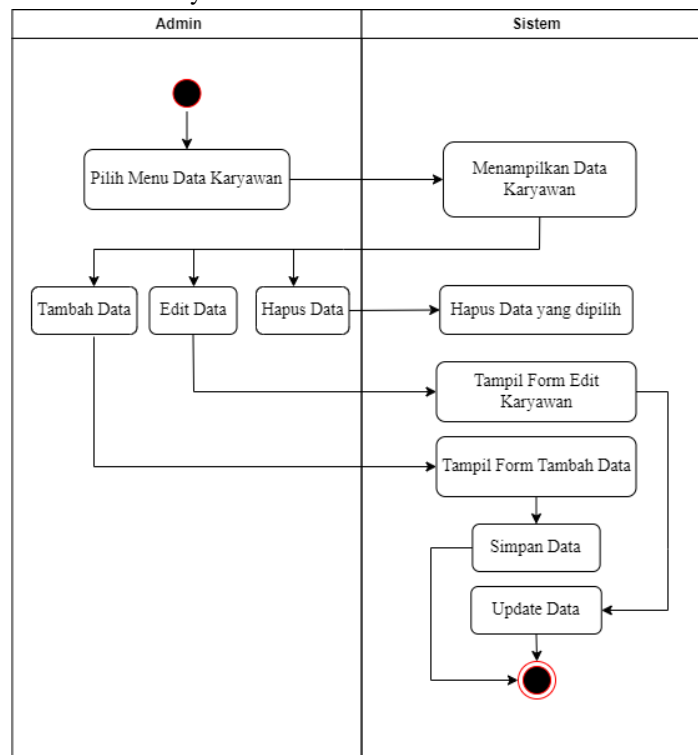 Admin
Sistem
Pilih Menu Data Karyawan
Menampilkan Data
Karyawan
Tambah Data
Edit Data
Hapus Data
Hapus Data yang dipilih
Tampil Form Edit
Karyawan
Tampil Form Tambah Data
Simpan Data
Update Data